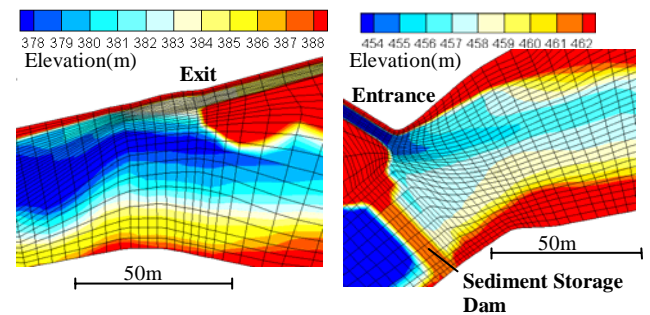 378 379 380 381 382 383 384 385 386 387 388
Elevation(m)
Exit
50m
454 455 456 457 458 459 460 461 462
Elevation(m)
Entrance
50m
Sediment Storage
Dam